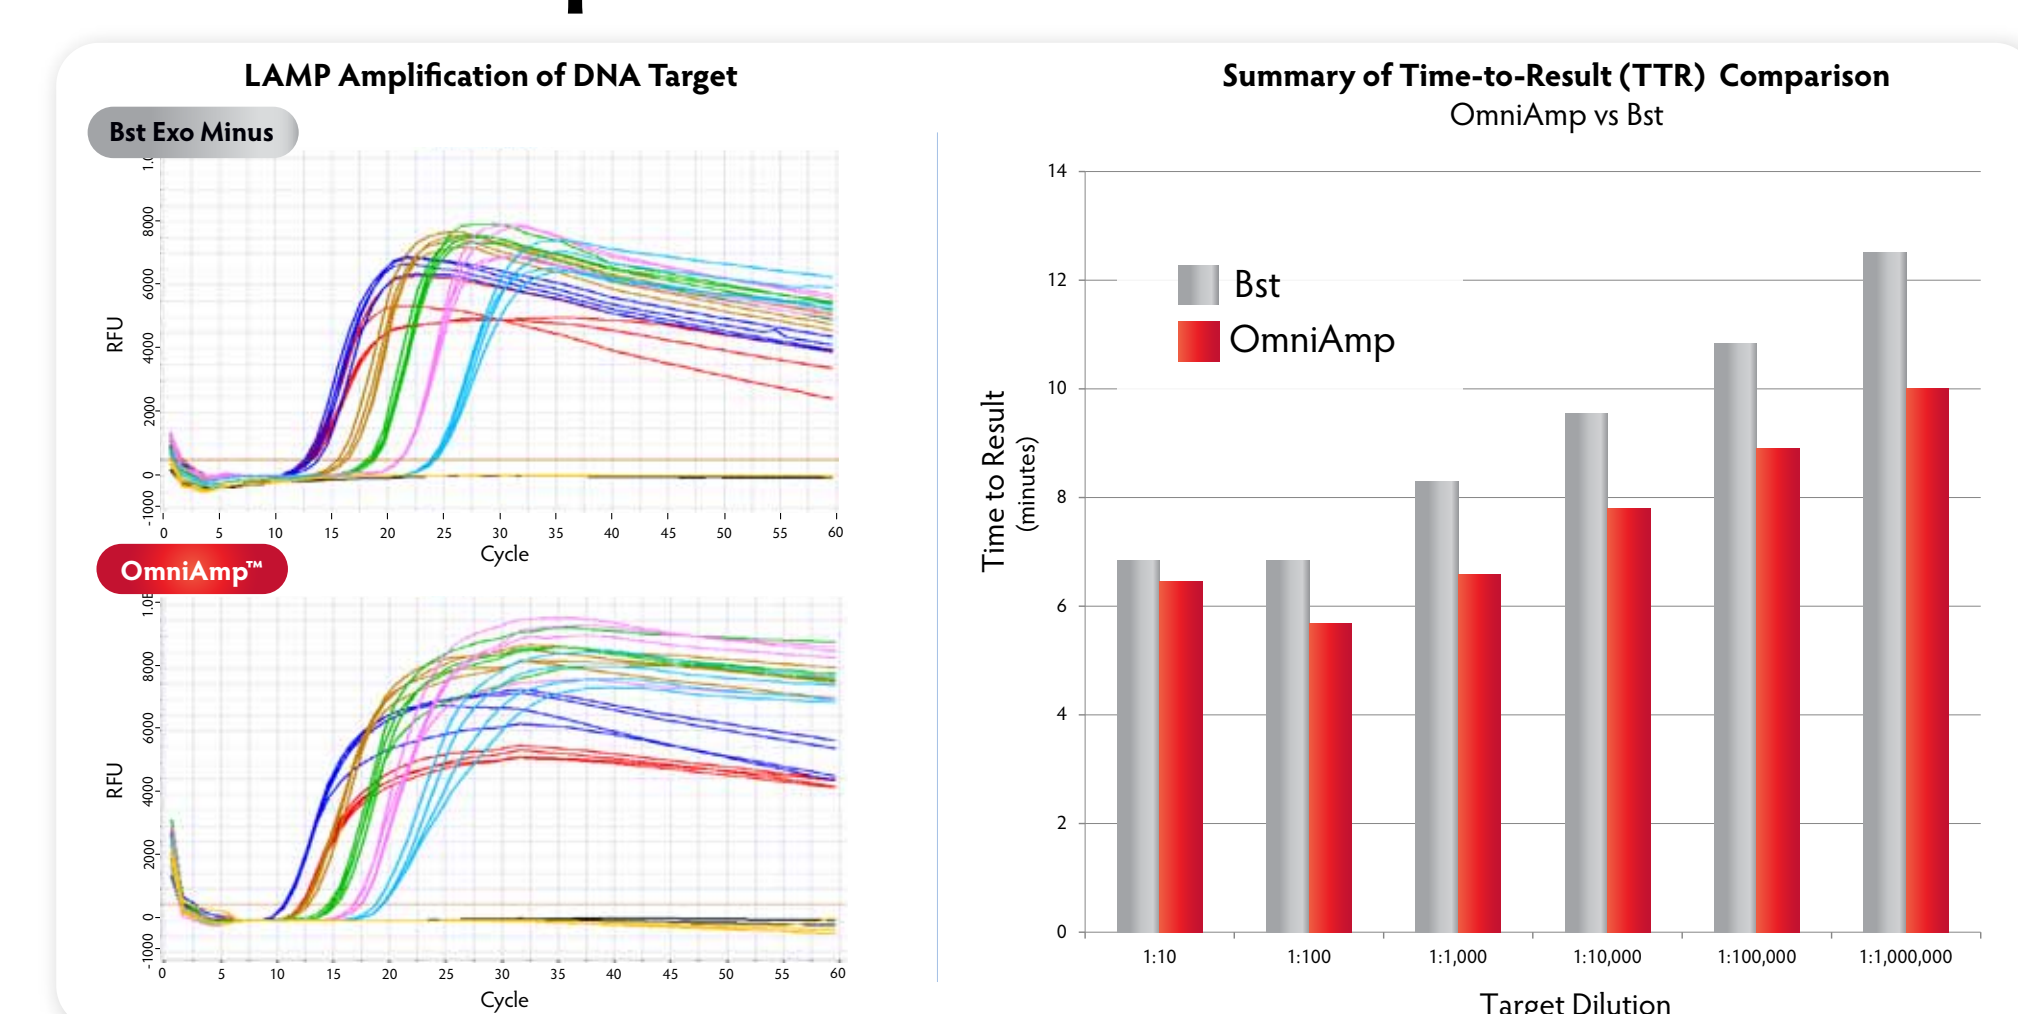 LAMP Amplification of DNA Target
Bst Exo Minus
RFU
8000
6000
4000
2000
0
-1000
0 5 10 15 20 25 30 35 40 45 50 55 60
Cycle
OmniAmp™
RFU
8000
6000
4000
2000
0
-1000
0 5 10 15 20 25 30 35 40 45 50 55 60
Cycle
Summary of Time-to-Result (TTR) Comparison
OmniAmp vs Bst
Bst
OmniAmp
Time to Result
(minutes)
14
12
10
8
6
4
2
0
1:10 1:100 1:1,000 1:10,000 1:100,000 1:1,000,000
Target Dilution